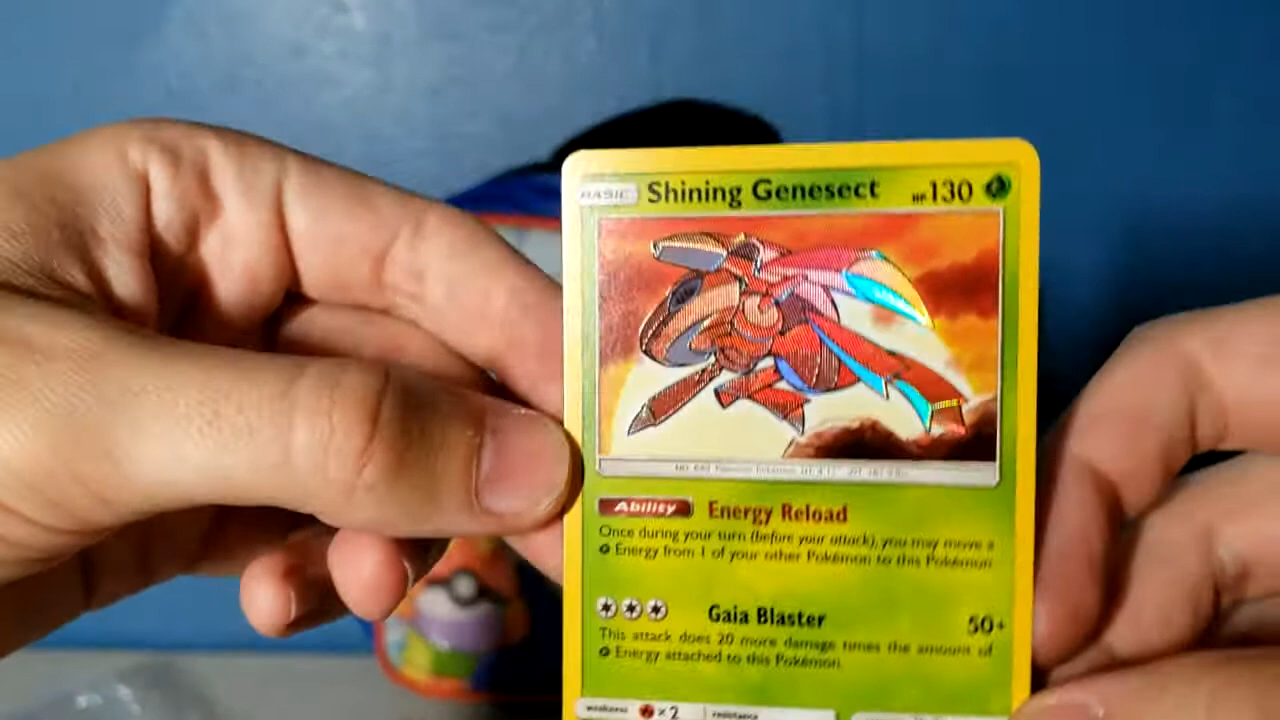 BASIC Shining Genesect HP130
Ability Energy Reload
Once during your turn (before your attack), you may move a
Energy from 1 of your other Pokémon to this Pokémon.
Gaia Blaster 50+
This attack does 20 more damage times the amount of
Energy attached to this Pokémon.
weakness ×2 resistance